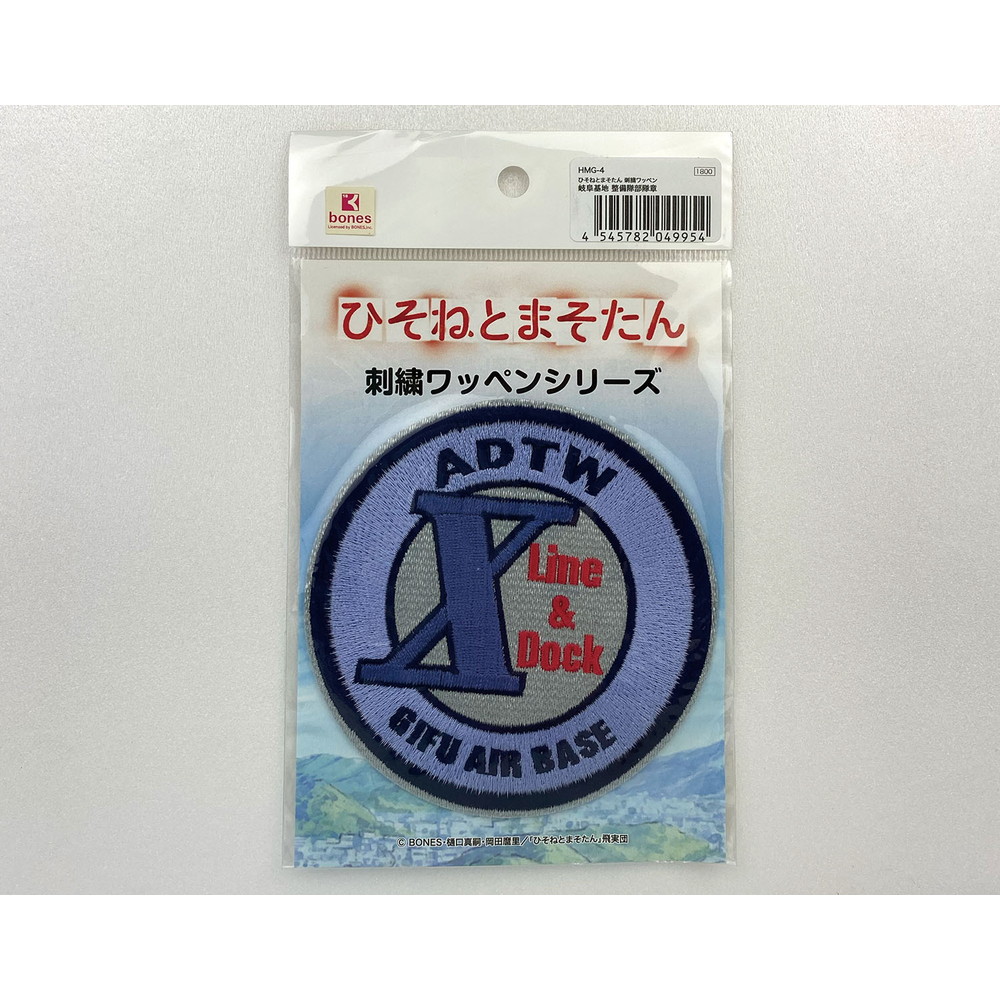 bones
Licensed by BONES,inc.
HMG-4
1800
ひそねとまそたん 刺繍ワッペン
岐阜基地 整備隊部隊章
4 545782 049954
ひそねとまそたん
刺繍ワッペンシリーズ
ADTW
X
Line
&
Dock
GIFU AIR BASE
© BONES・樋口真嗣・岡田麿里/「ひそねとまそたん」飛実団